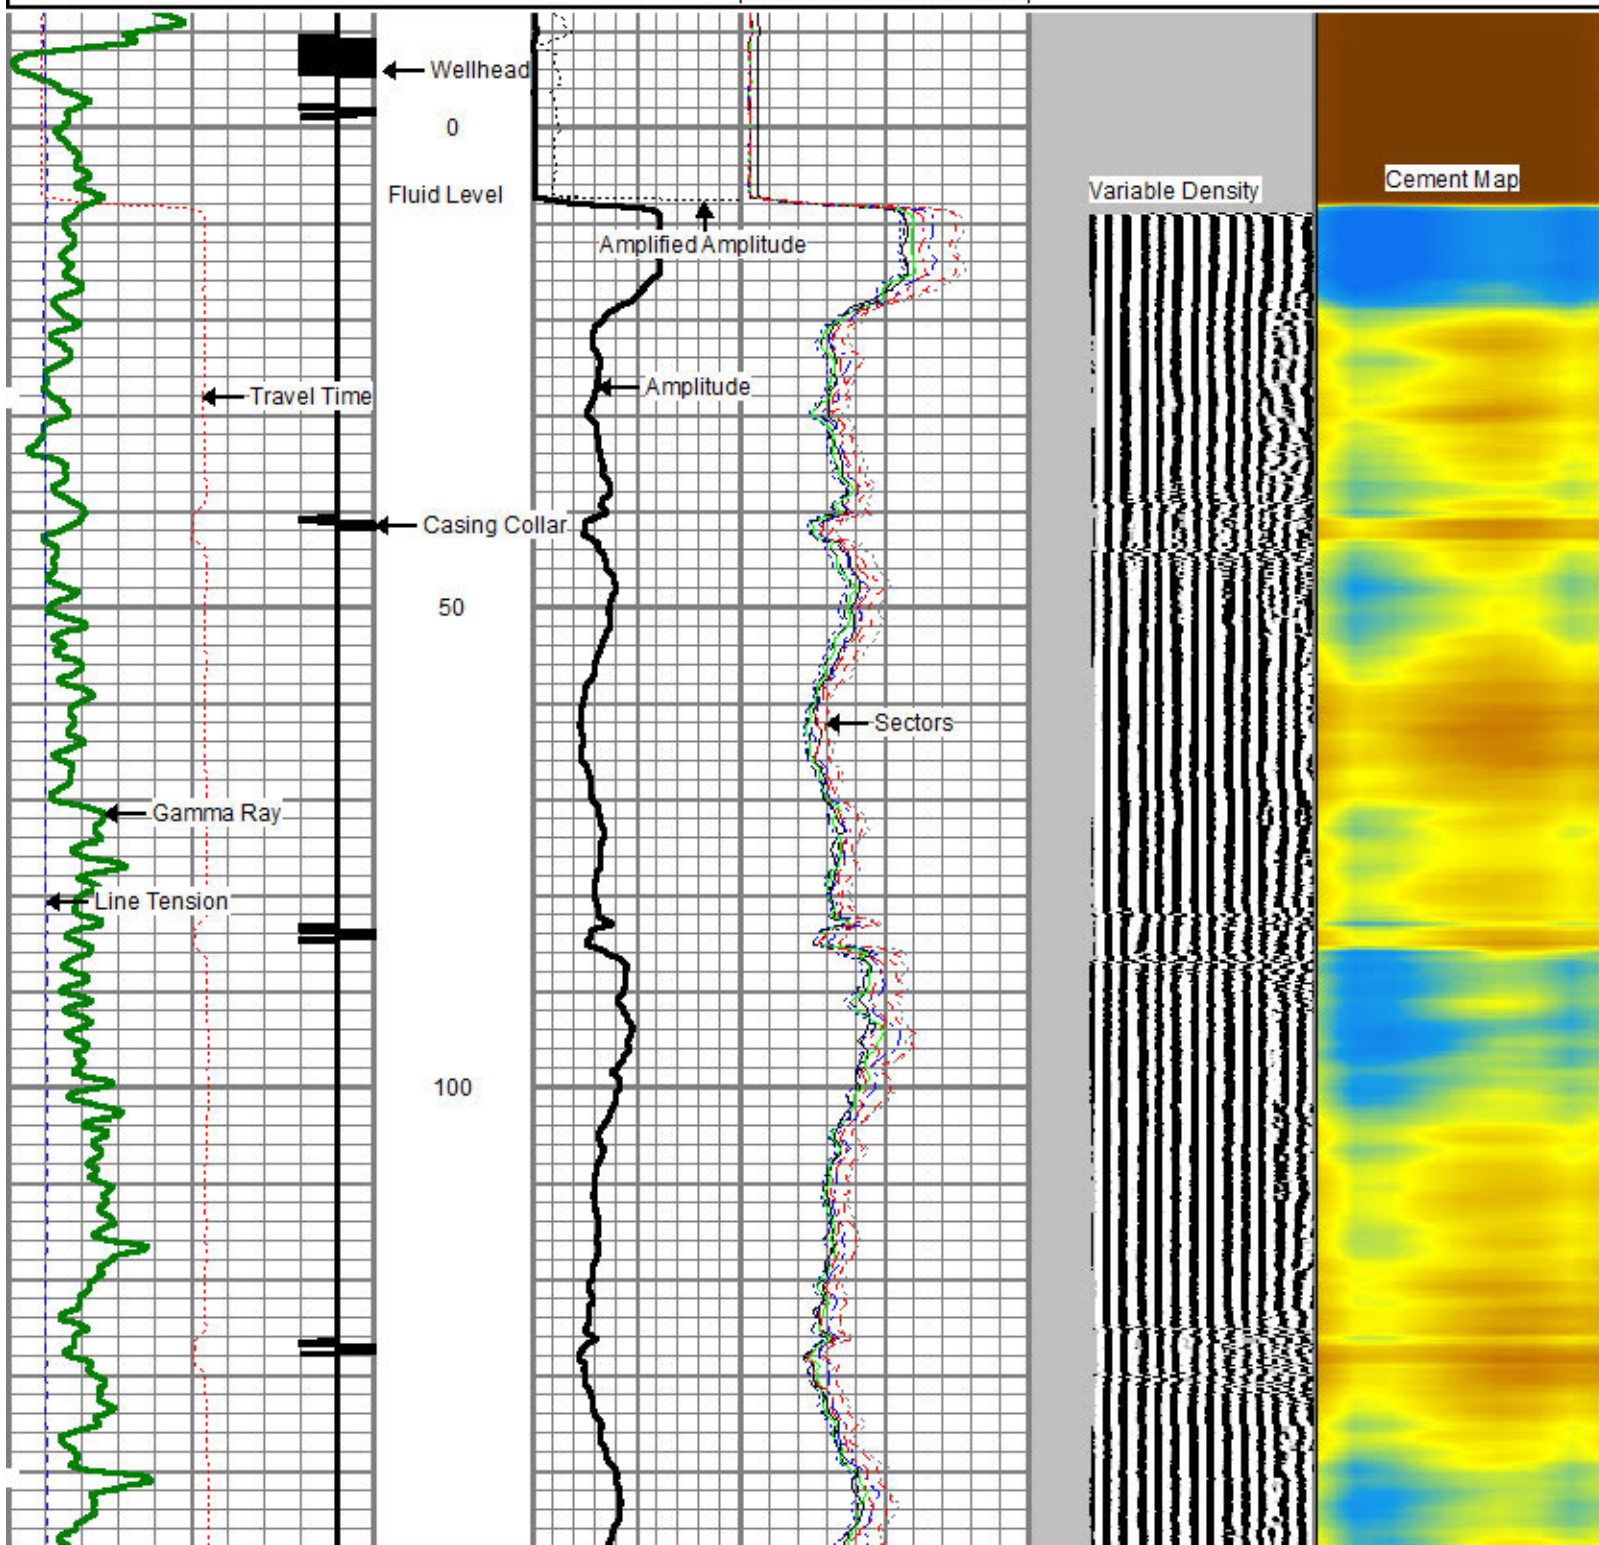 Wellhead
0
Variable Density
Cement Map
Fluid Level
Amplified Amplitude
Travel Time
Amplitude
Casing Collar
50
Sectors
Gamma Ray
Line Tension
100